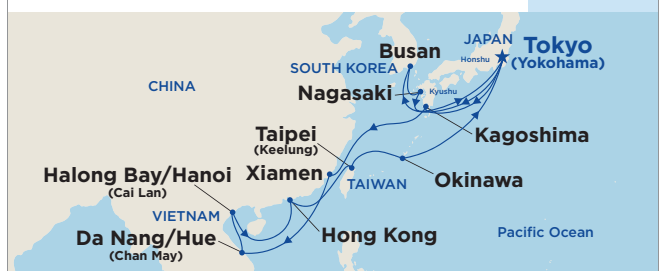 JAPAN
Tokyo
(Yokohama)
Honshu
Busan
SOUTH KOREA
CHINA
Nagasaki
Kyushu
Kagoshima
Taipei
(Keelung)
Halong Bay/Hanoi
(Cai Lan)
Xiamen
TAIWAN
Okinawa
VIETNAM
Da Nang/Hue
(Chan May)
Hong Kong
Pacific Ocean